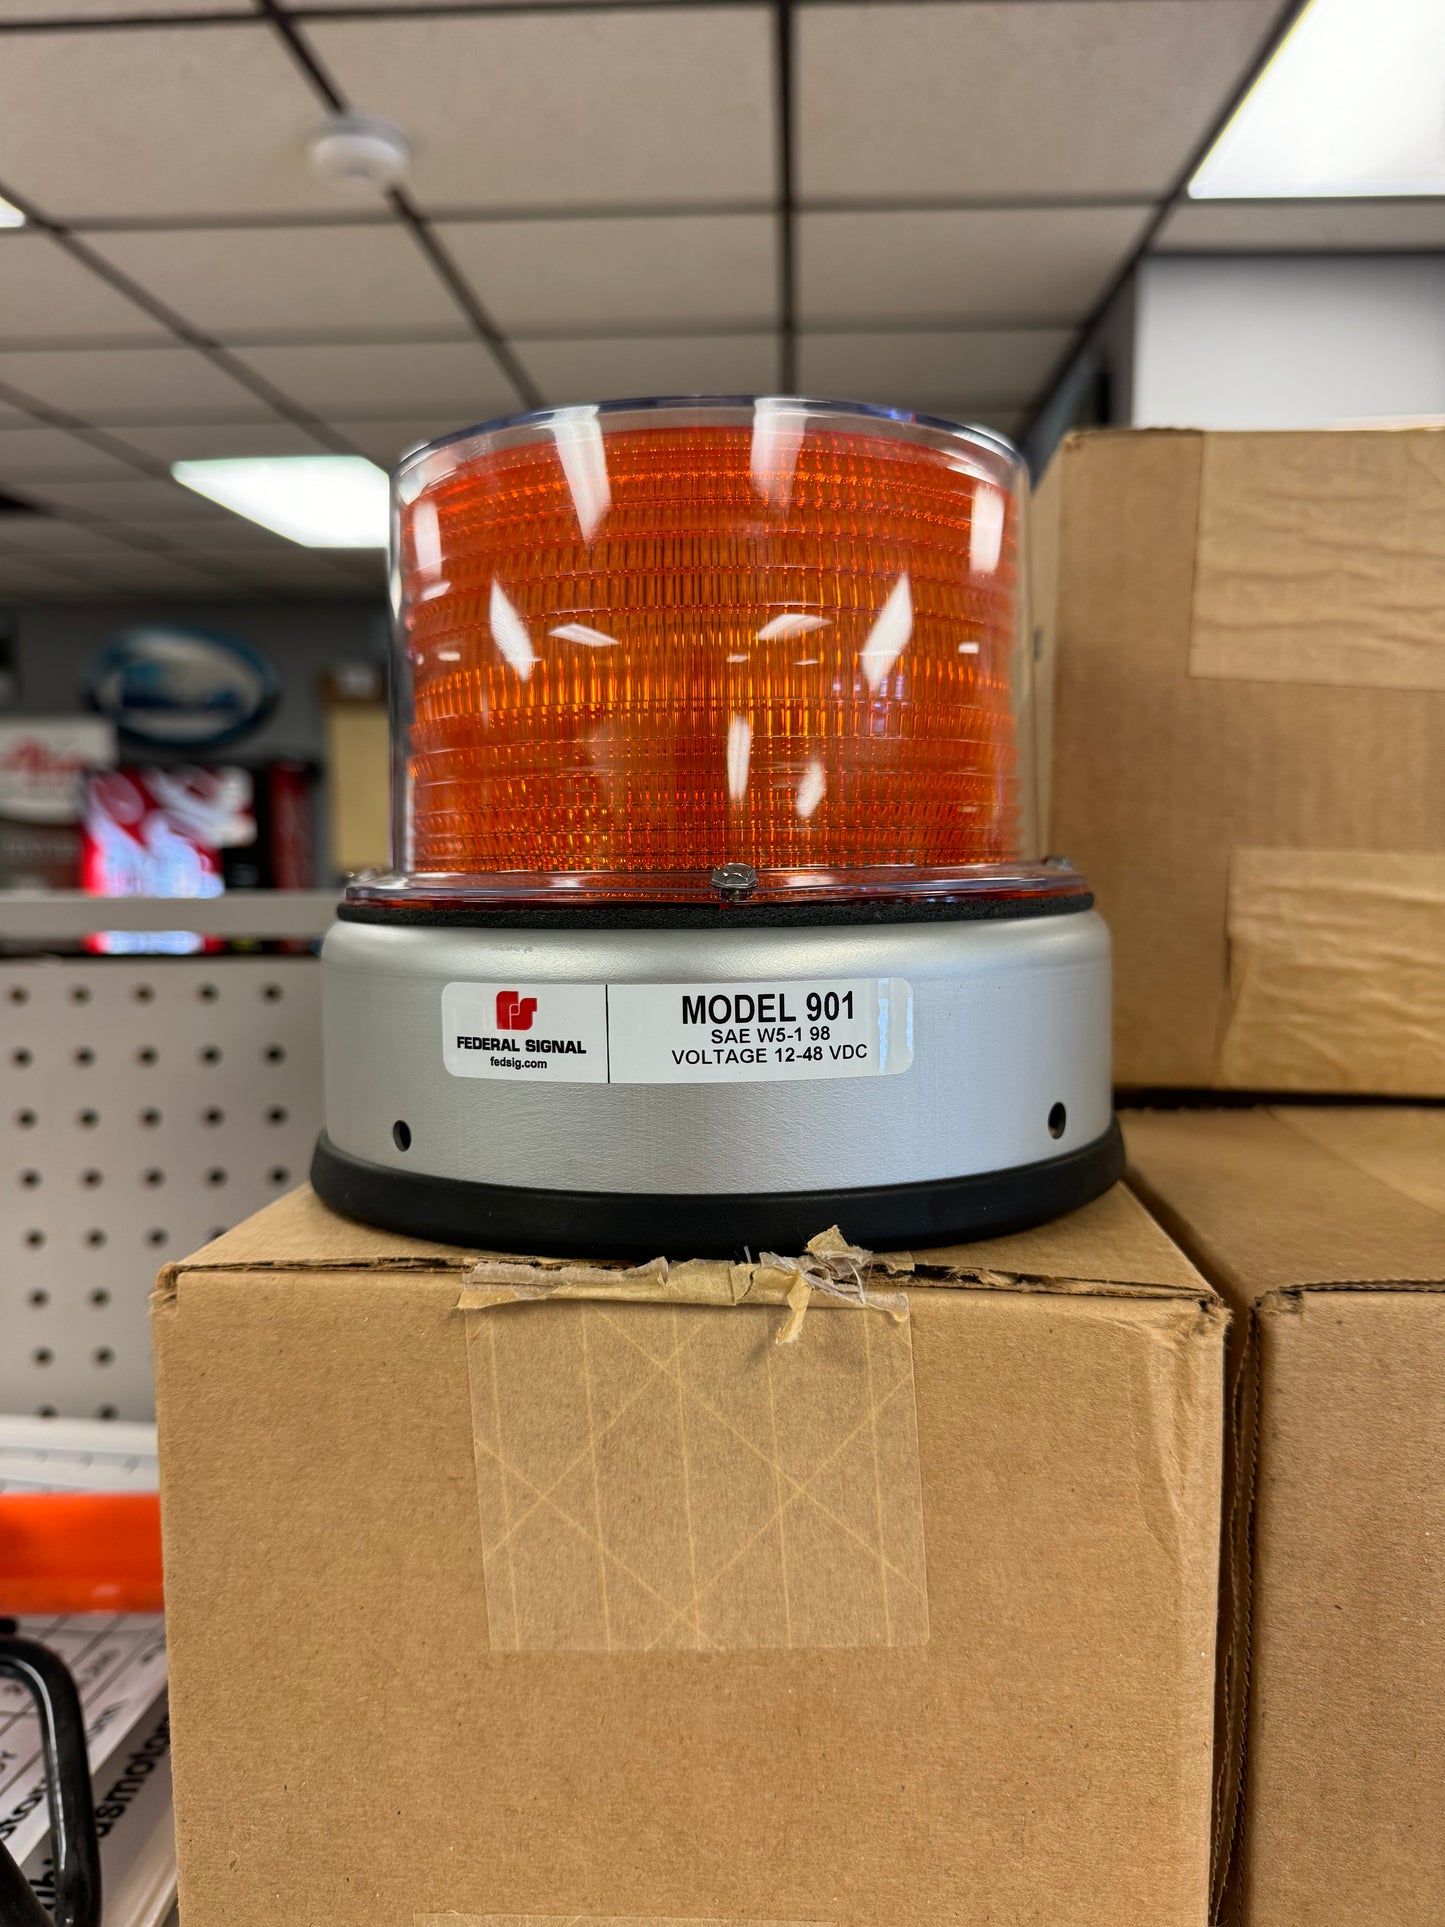 FEDERAL SIGNAL
fedsig.com
MODEL 901
SAE W5-1 98
VOLTAGE 12-48 VDC